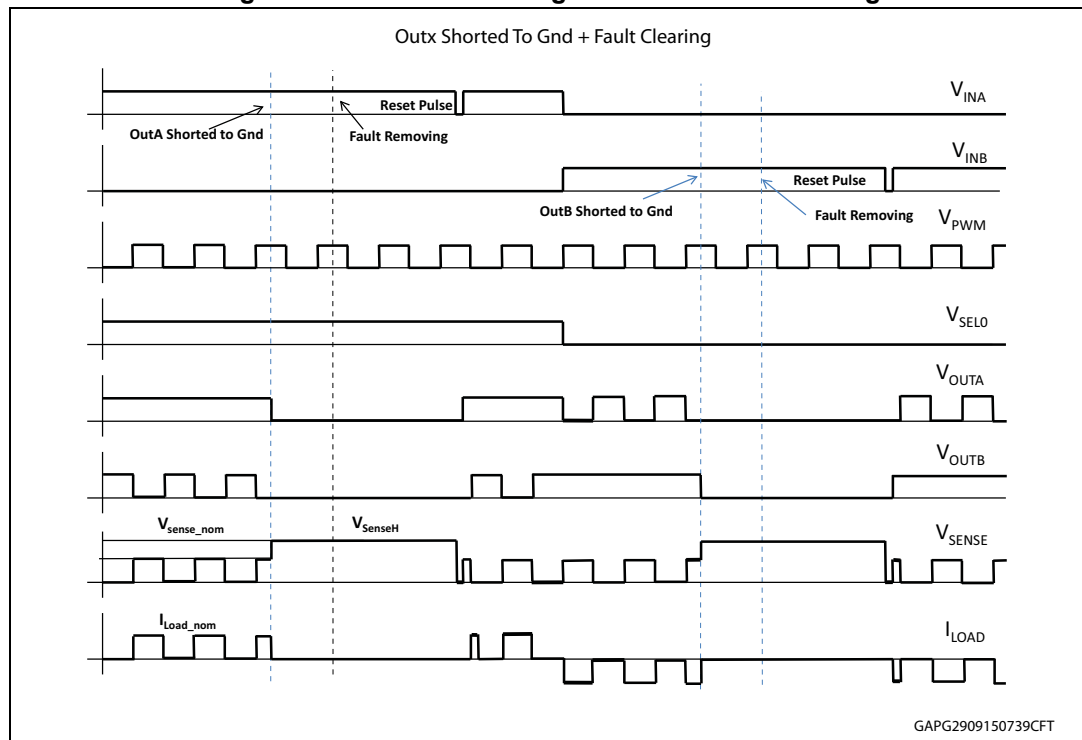 Outx Shorted To Gnd + Fault Clearing
V_INA
Reset Pulse
OutA Shorted to Gnd
Fault Removing
V_INB
Reset Pulse
OutB Shorted to Gnd
Fault Removing
V_PWM
V_SEL0
V_OUTA
V_OUTB
V_sense_nom
V_SenseH
V_SENSE
I_Load_nom
I_LOAD
GAPG2909150739CFT